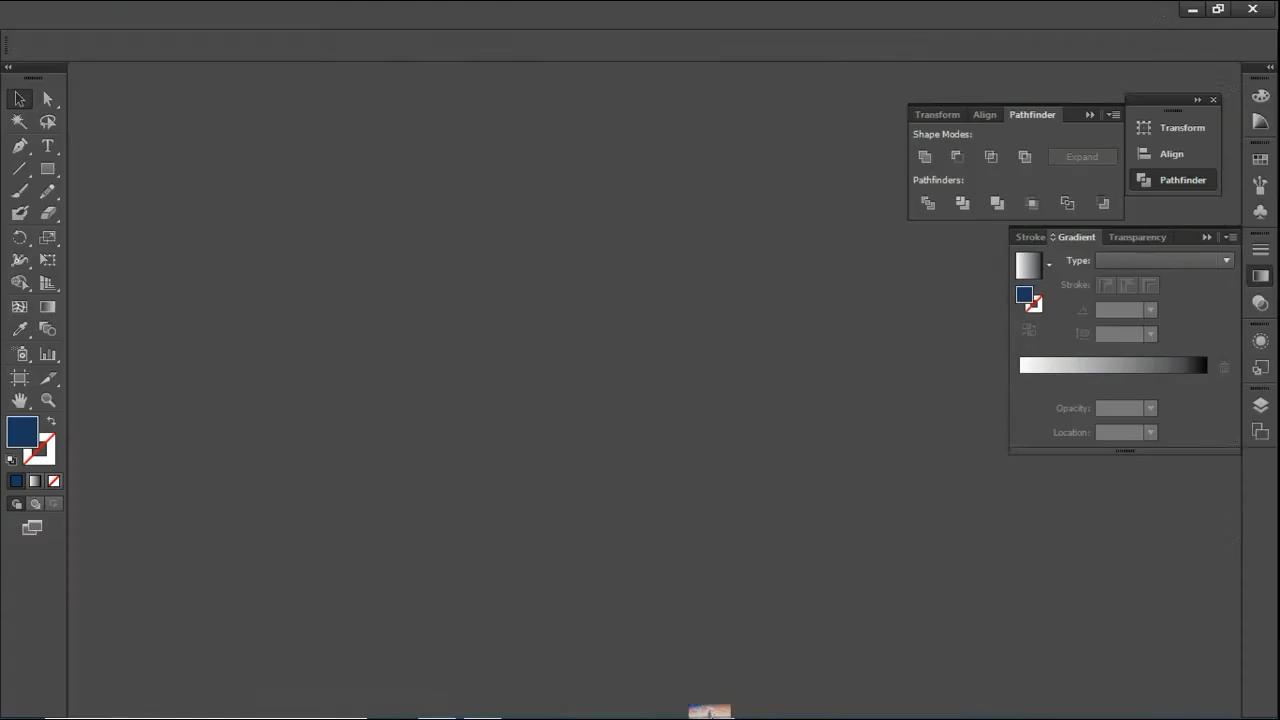 Transform Align Pathfinder
Shape Modes:
Expand
Pathfinders:
Transform
Align
Pathfinder
Stroke Gradient Transparency
Type:
Stroke:
Opacity:
Location: